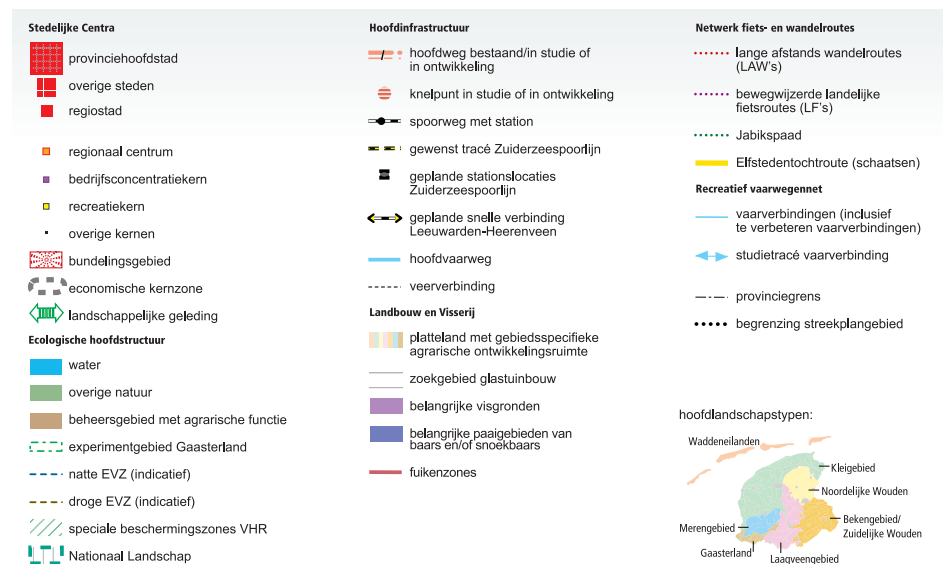 Stedelijke Centra
provinciehoofdstad
overige steden
regiostad
regionaal centrum
bedrijfsconcentratiekern
recreatiekern
overige kernen
bundelingsgebied
economische kernzone
landschappelijke geleding
Ecologische hoofdstructuur
water
overige natuur
beheersgebied met agrarische functie
experimentgebied Gaasterland
natte EVZ (indicatief)
droge EVZ (indicatief)
speciale beschermingszones VHR
Nationaal Landschap
Hoofdinfrastructuur
hoofdweg bestaand/in studie of
in ontwikkeling
knelpunt in studie of in ontwikkeling
spoorweg met station
gewenst tracé Zuiderzeespoorlijn
geplande stationslocaties
Zuiderzeespoorlijn
geplande snelle verbinding
Leeuwarden-Heerenveen
hoofdvaarweg
veerverbinding
Landbouw en Visserij
platteland met gebiedsspecifieke
agrarische ontwikkelingsruimte
zoekgebied glastuinbouw
belangrijke visgronden
belangrijke paaigebieden van
baars en/of snoekbaars
fuikenzones
Netwerk fiets- en wandelroutes
lange afstands wandelroutes
(LAW's)
bewegwijzerde landelijke
fietsroutes (LF's)
Jabikspaad
Elfstedentochtroute (schaatsen)
Recreatief vaarwegennet
vaarverbindingen (inclusief
te verbeteren vaarverbindingen)
studietracé vaarverbinding
provinciegrens
begrenzing streekplangebied
hoofdlandschapstypen:
Waddeneilanden
Kleigebied
Noordelijke Wouden
Merengebied
Bekengebied/
Zuidelijke Wouden
Gaasterland
Laagveengebied